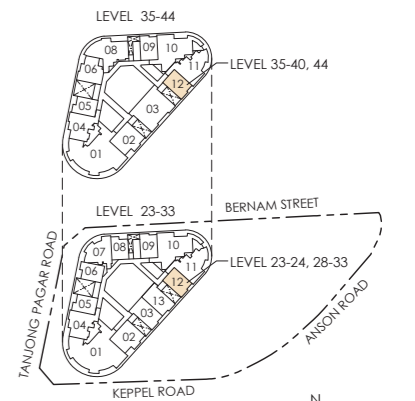 LEVEL 35-44
08 09 10
06 11
LEVEL 35-40, 44
12
05 03
04 02
01
LEVEL 23-33
BERNAM STREET
TANJONG PAGAR ROAD
07 08 09 10
06 11
LEVEL 23-24, 28-33
12
05 13
04 03
02
01
ANSON ROAD
KEPPEL ROAD
N